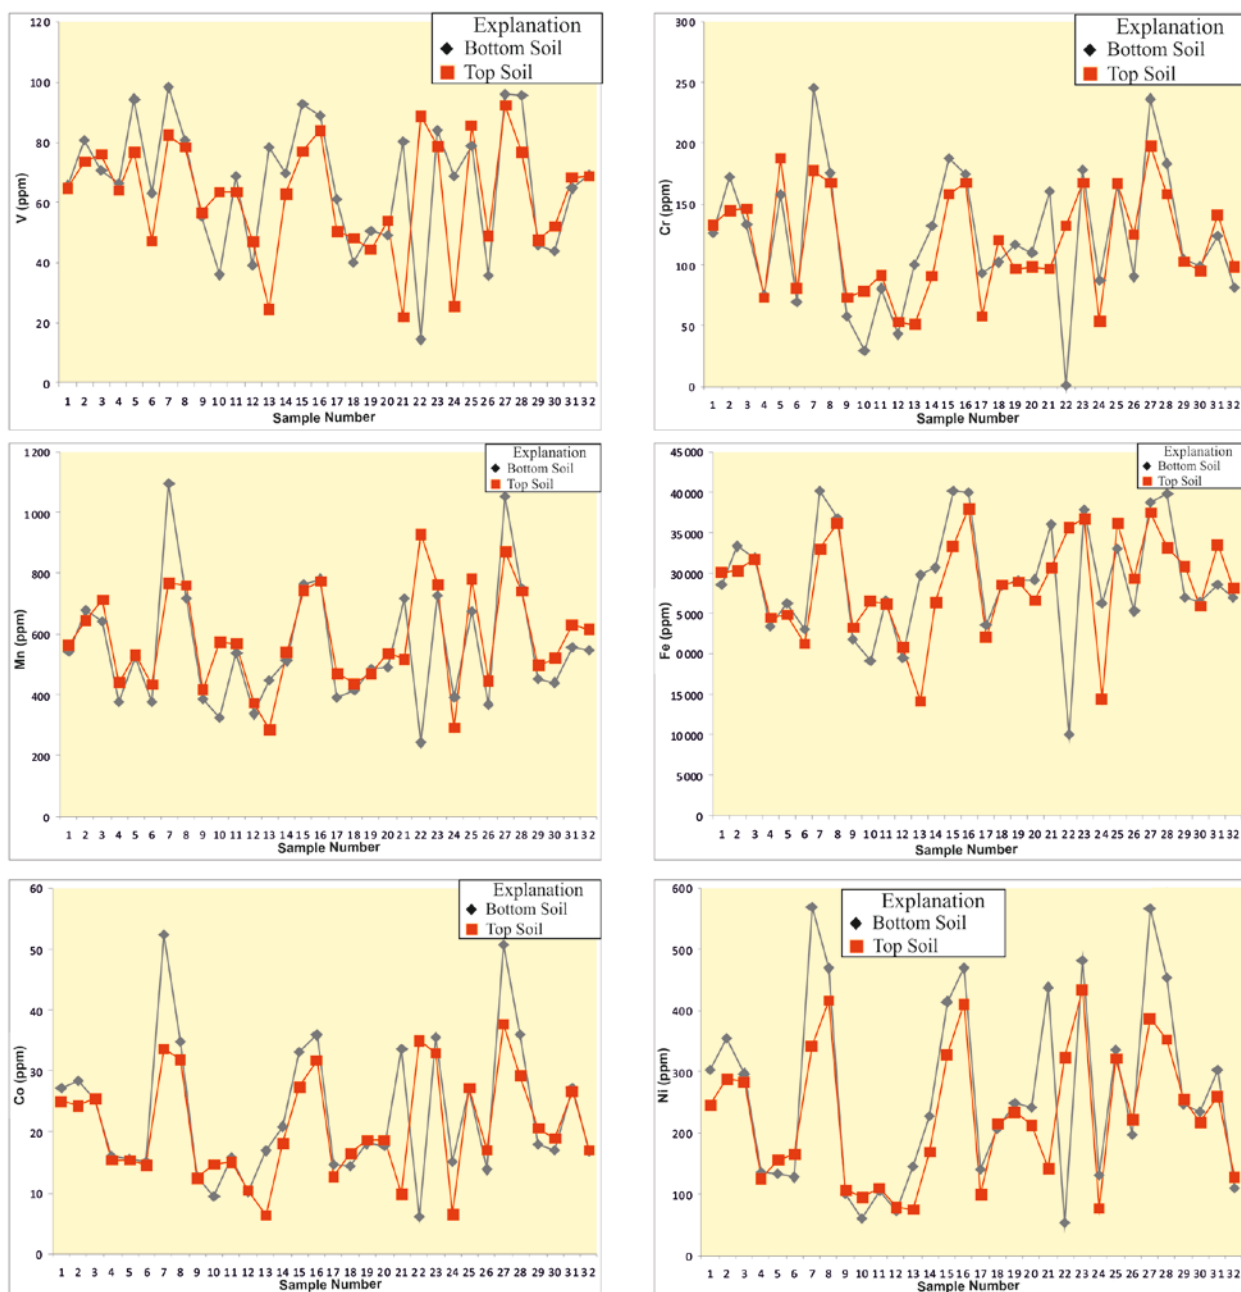 Explanation
Bottom Soil
Top Soil
V (ppm)
120
100
80
60
40
20
0
1 2 3 4 5 6 7 8 9 10 11 12 13 14 15 16 17 18 19 20 21 22 23 24 25 26 27 28 29 30 31 32
Sample Number
Explanation
Bottom Soil
Top Soil
Cr (ppm)
300
250
200
150
100
50
0
1 2 3 4 5 6 7 8 9 10 11 12 13 14 15 16 17 18 19 20 21 22 23 24 25 26 27 28 29 30 31 32
Sample Number
Explanation
Bottom Soil
Top Soil
Mn (ppm)
1200
1000
800
600
400
200
0
1 2 3 4 5 6 7 8 9 10 11 12 13 14 15 16 17 18 19 20 21 22 23 24 25 26 27 28 29 30 31 32
Sample Number
Explanation
Bottom Soil
Top Soil
Fe (ppm)
45 000
40 000
35 000
30 000
5 000
0 000
15 000
10 000
5 000
0
1 2 3 4 5 6 7 8 9 10 11 12 13 14 15 16 17 18 19 20 21 22 23 24 25 26 27 28 29 30 31 32
Sample Number
Explanation
Bottom Soil
Top Soil
Co (ppm)
60
50
40
30
20
10
0
1 2 3 4 5 6 7 8 9 10 11 12 13 14 15 16 17 18 19 20 21 22 23 24 25 26 27 28 29 30 31 32
Sample Number
Explanation
Bottom Soil
Top Soil
Ni (ppm)
600
500
400
300
200
100
0
1 2 3 4 5 6 7 8 9 10 11 12 13 14 15 16 17 18 19 20 21 22 23 24 25 26 27 28 29 30 31 32
Sample Number